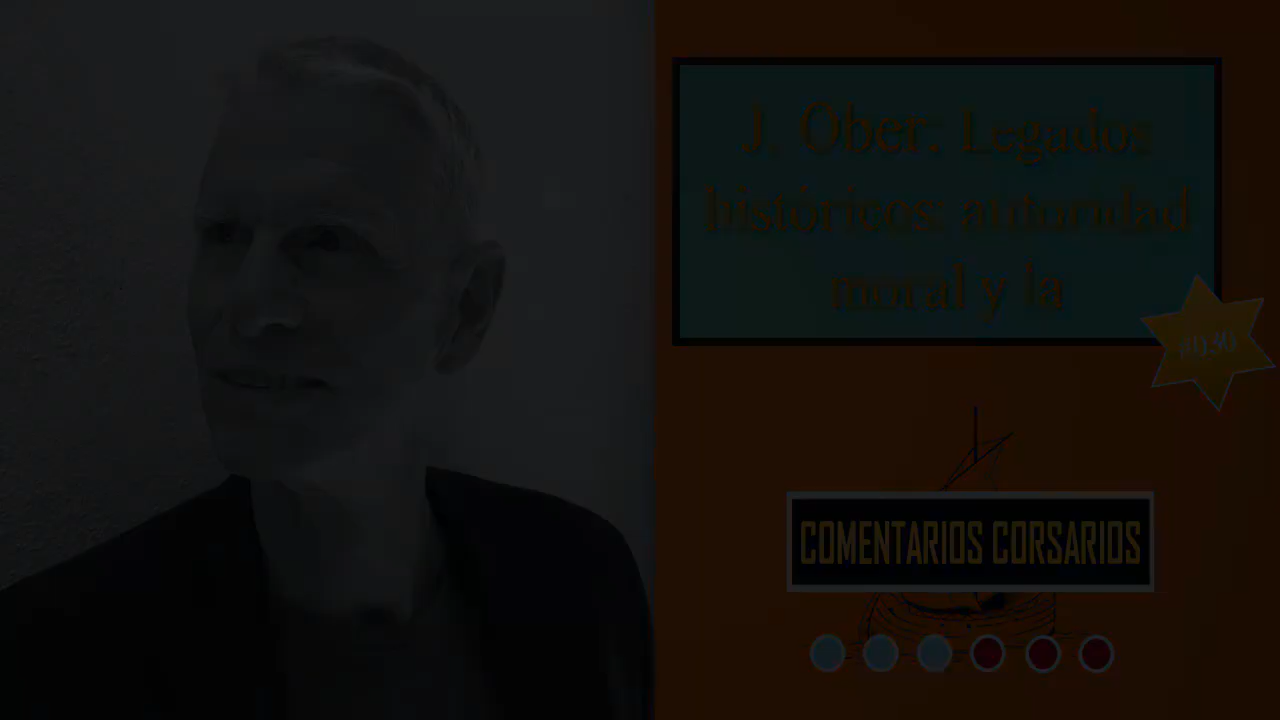 J. Ober: Legados
históricos: autoridad
moral y la
COMENTARIOS CORSARIOS